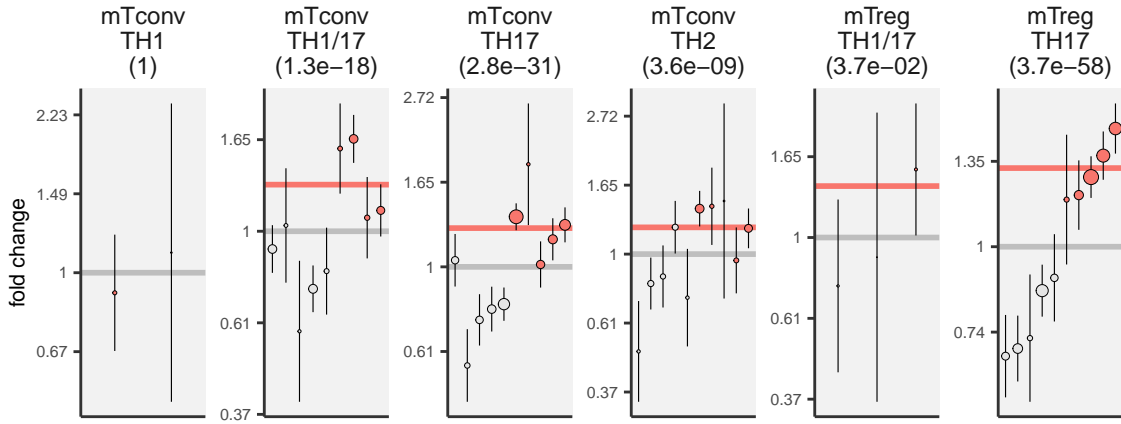 mTconv
TH1
(1)
mTconv
TH1/17
(1.3e−18)
mTconv
TH17
(2.8e−31)
mTconv
TH2
(3.6e−09)
mTreg
TH1/17
(3.7e−02)
mTreg
TH17
(3.7e−58)
fold change
2.23
1.49
1
0.67
1.65
1
0.61
0.37
2.72
1.65
1
0.61
2.72
1.65
1
0.61
0.37
1.65
1
0.61
0.37
1.35
1
0.74